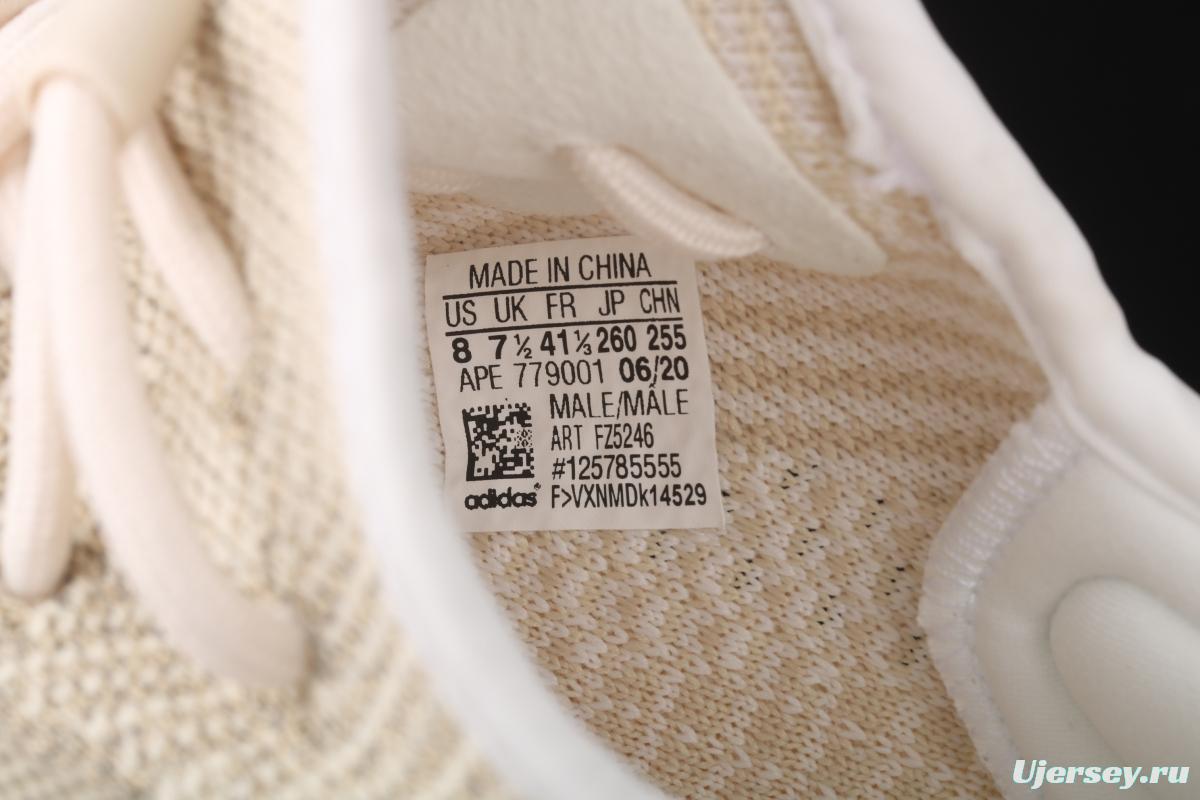 MADE IN CHINA
US UK FR JP CHN
8 7½ 41⅓ 260 255
APE 779001 06/20
MALE/MÂLE
ART FZ5246
#125785555
adidas® F>VXNMDk14529
Ujersey.ru